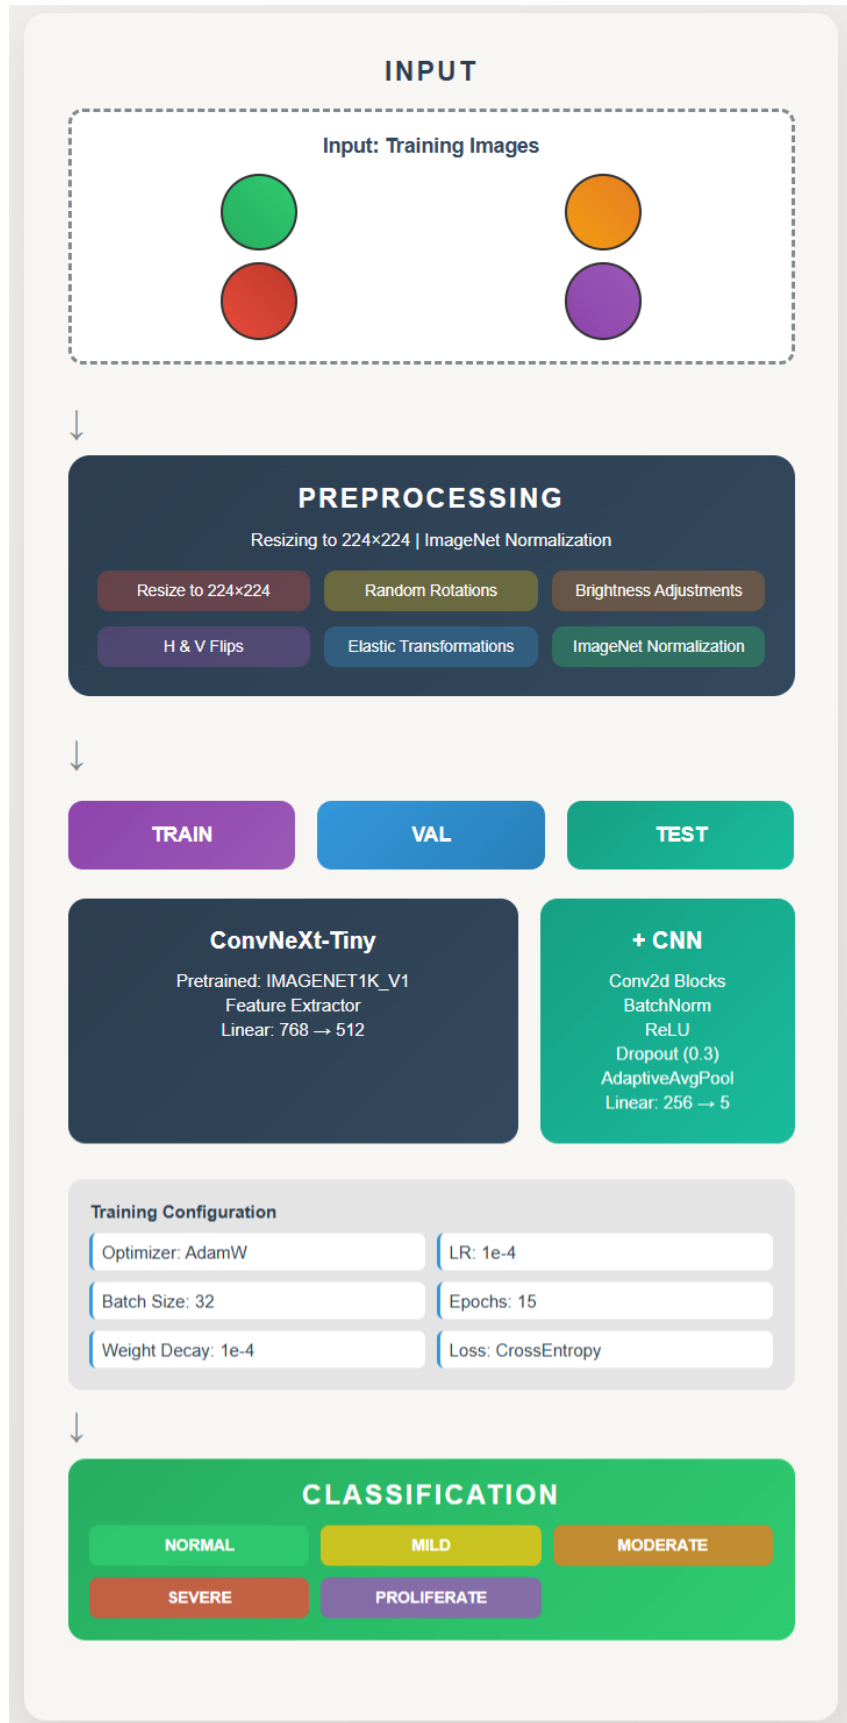 INPUT
Input: Training Images
↓
PREPROCESSING
Resizing to 224×224 | ImageNet Normalization
Resize to 224×224
Random Rotations
Brightness Adjustments
H & V Flips
Elastic Transformations
ImageNet Normalization
↓
TRAIN
VAL
TEST
ConvNeXt-Tiny
Pretrained: IMAGENET1K_V1
Feature Extractor
Linear: 768 → 512
+ CNN
Conv2d Blocks
BatchNorm
ReLU
Dropout (0.3)
AdaptiveAvgPool
Linear: 256 → 5
Training Configuration
Optimizer: AdamW
LR: 1e-4
Batch Size: 32
Epochs: 15
Weight Decay: 1e-4
Loss: CrossEntropy
↓
CLASSIFICATION
NORMAL
MILD
MODERATE
SEVERE
PROLIFERATE